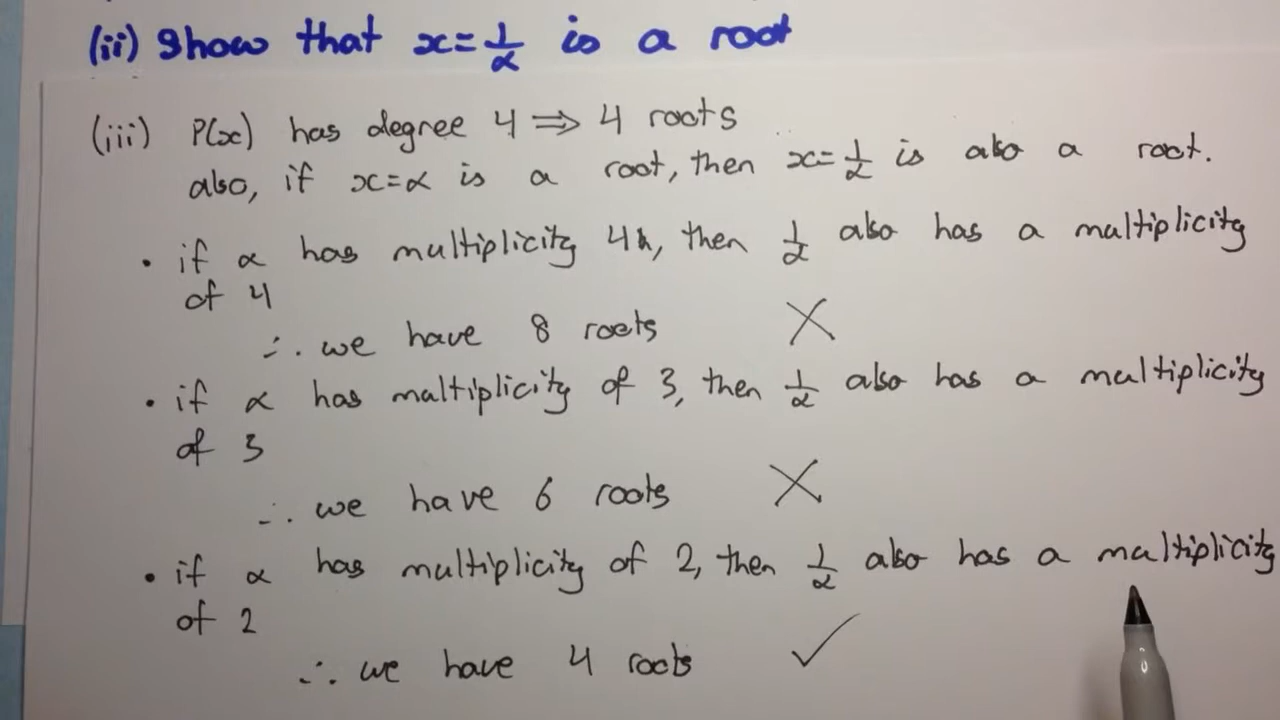 (ii) Show that x=1/α is a root
(iii) P(x) has degree 4 ⇒ 4 roots
also, if x=α is a root, then x=1/α is also a root.
• if α has multiplicity 4, then 1/α also has a multiplicity
of 4
∴ we have 8 roots ✗
• if α has multiplicity of 3, then 1/α also has a multiplicity
of 3
∴ we have 6 roots ✗
• if α has multiplicity of 2, then 1/α also has a multiplicity
of 2
∴ we have 4 roots ✓